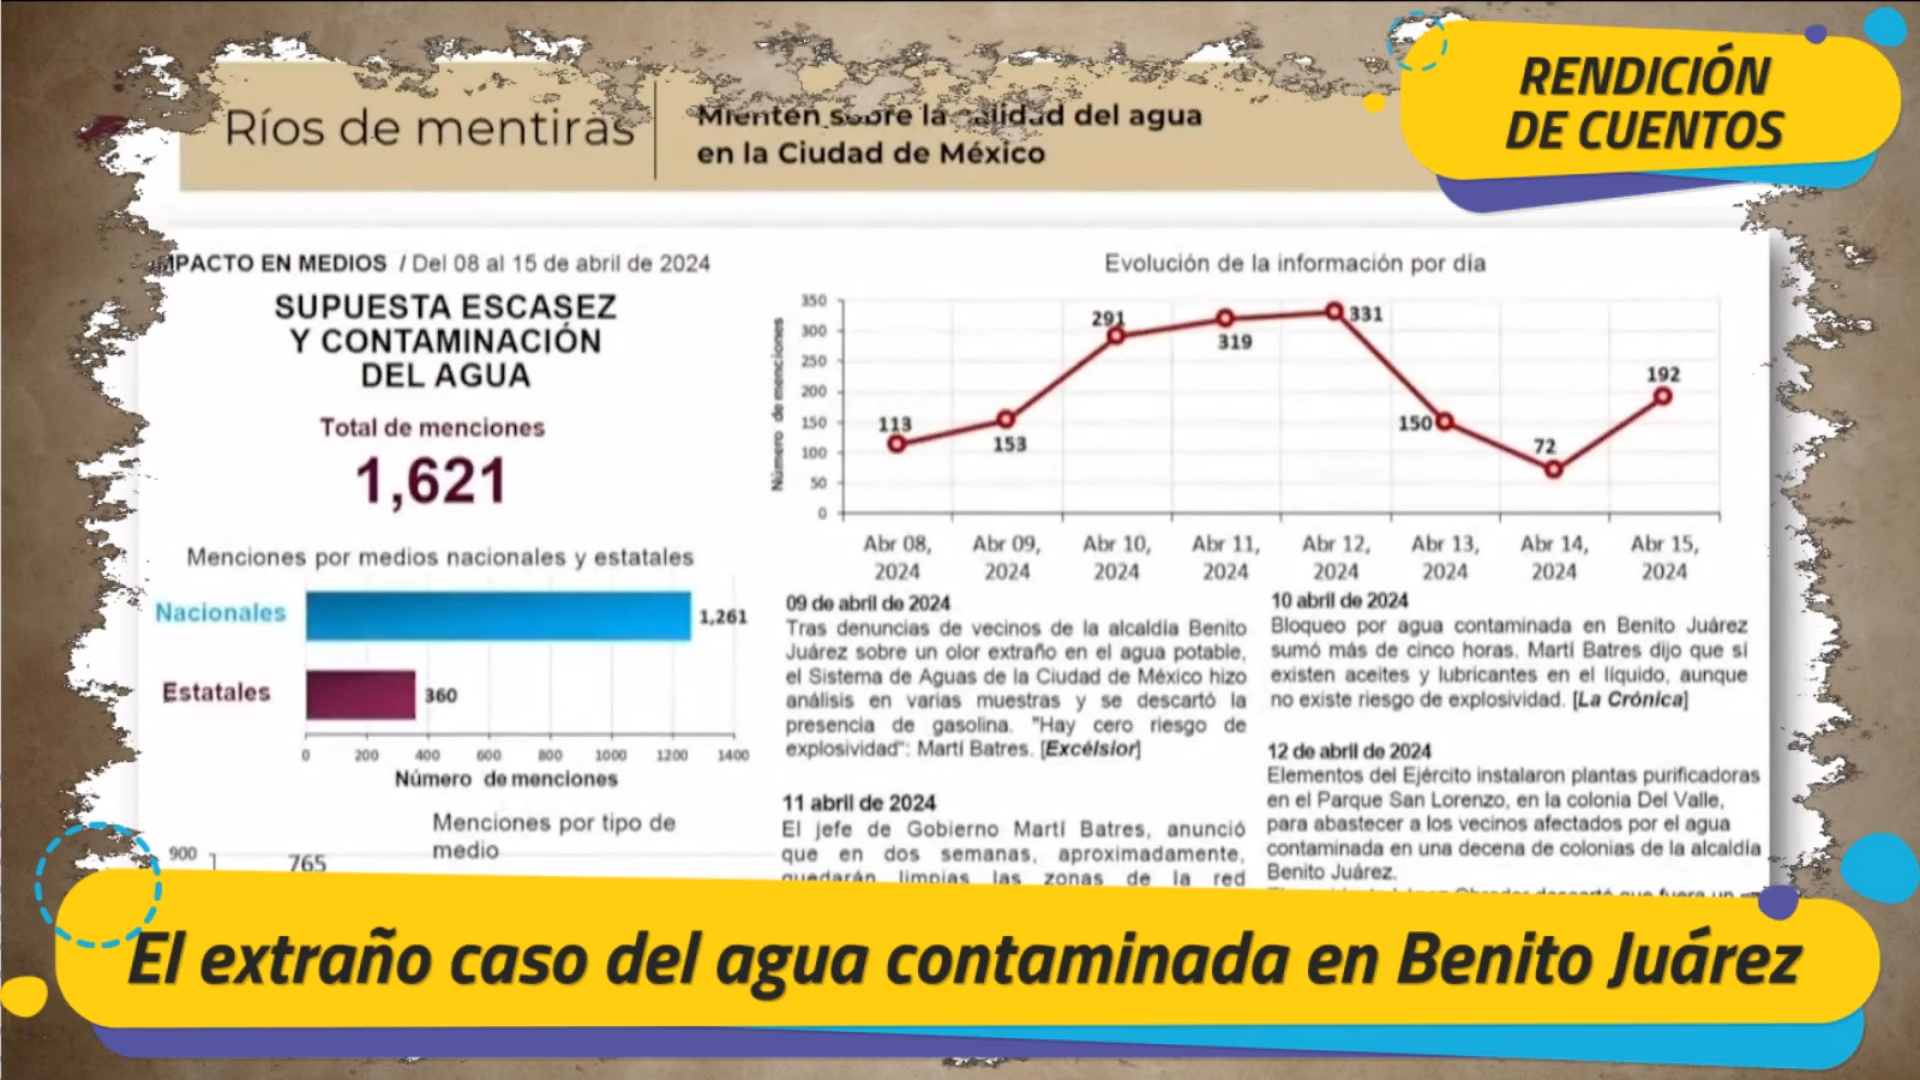 RENDICIÓN
DE CUENTOS
Ríos de mentiras
Mienten sobre la calidad del agua
en la Ciudad de México
IMPACTO EN MEDIOS / Del 08 al 15 de abril de 2024
SUPUESTA ESCASEZ
Y CONTAMINACIÓN
DEL AGUA
Total de menciones
1,621
Menciones por medios nacionales y estatales
Nacionales
1,261
Estatales
360
0 200 400 600 800 1000 1200 1400
Número de menciones
Menciones por tipo de
medio
900
765
Evolución de la información por día
Número de menciones
350
300
250
200
150
100
50
0
113
153
291
319
331
150
72
192
Abr 08, Abr 09, Abr 10, Abr 11, Abr 12, Abr 13, Abr 14, Abr 15,
2024 2024 2024 2024 2024 2024 2024 2024
09 de abril de 2024
Tras denuncias de vecinos de la alcaldía Benito
Juárez sobre un olor extraño en el agua potable,
el Sistema de Aguas de la Ciudad de México hizo
análisis en varias muestras y se descartó la
presencia de gasolina. "Hay cero riesgo de
explosividad": Martí Batres. [Excélsior]
11 abril de 2024
El jefe de Gobierno Martí Batres, anunció
que en dos semanas, aproximadamente,
quedarán limpias las zonas de la red
10 abril de 2024
Bloqueo por agua contaminada en Benito Juárez
sumó más de cinco horas. Martí Batres dijo que sí
existen aceites y lubricantes en el líquido, aunque
no existe riesgo de explosividad. [La Crónica]
12 de abril de 2024
Elementos del Ejército instalaron plantas purificadoras
en el Parque San Lorenzo, en la colonia Del Valle,
para abastecer a los vecinos afectados por el agua
contaminada en una decena de colonias de la alcaldía
Benito Juárez.
El extraño caso del agua contaminada en Benito Juárez